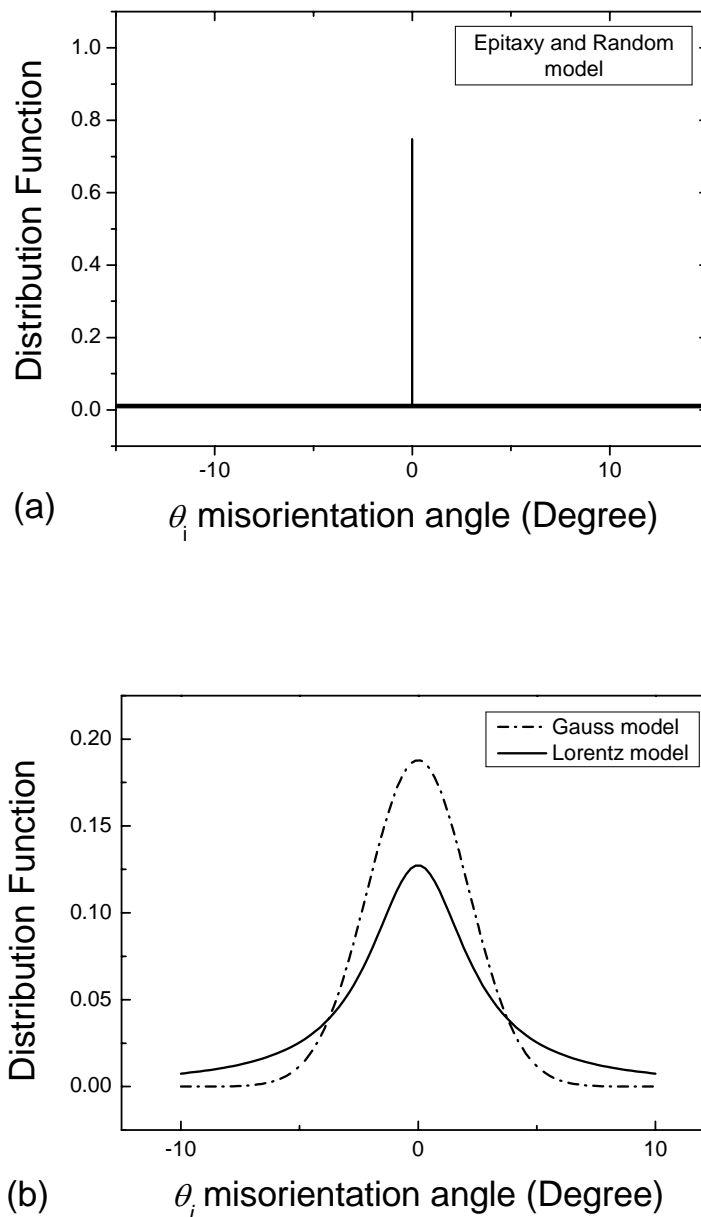 Distribution Function
1.0
0.8
0.6
0.4
0.2
0.0
Epitaxy and Random
model
-10
0
10
(a)
θi misorientation angle (Degree)
Distribution Function
0.20
0.15
0.10
0.05
0.00
Gauss model
Lorentz model
-10
0
10
(b)
θi misorientation angle (Degree)